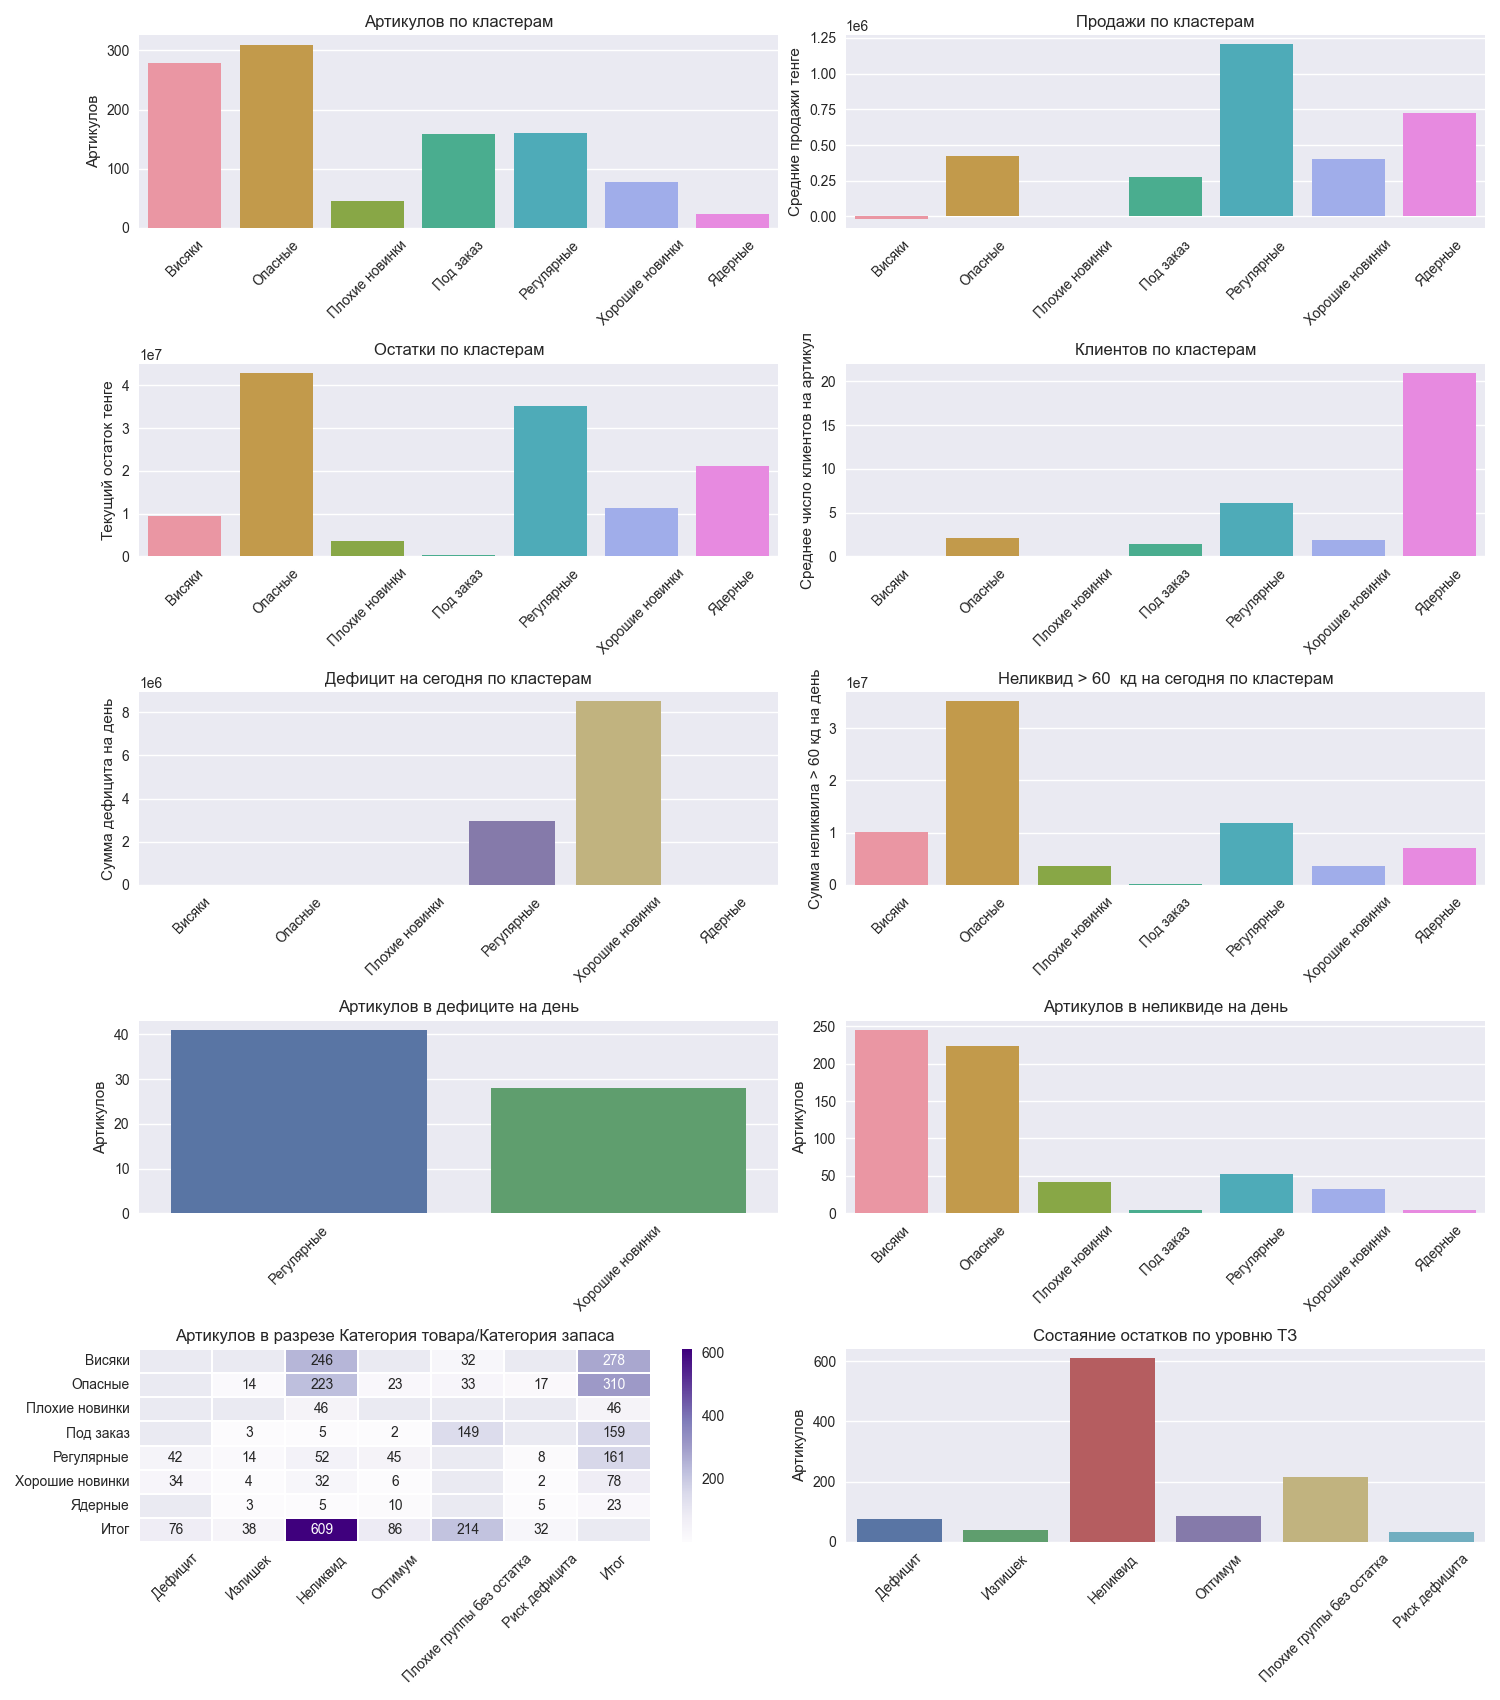 Артикулов по кластерам
Артикулов
300
200
100
0
Висяки
Опасные
Плохие новинки
Под заказ
Регулярные
Хорошие новинки
Ядерные
Продажи по кластерам
1e6
Средние продажи тенге
1.25
1.00
0.75
0.50
0.25
0.00
Висяки
Опасные
Плохие новинки
Под заказ
Регулярные
Хорошие новинки
Ядерные
Остатки по кластерам
1e7
Текущий остаток тенге
4
3
2
1
0
Висяки
Опасные
Плохие новинки
Под заказ
Регулярные
Хорошие новинки
Ядерные
Клиентов по кластерам
Среднее число клиентов на артикул
20
15
10
5
0
Висяки
Опасные
Плохие новинки
Под заказ
Регулярные
Хорошие новинки
Ядерные
Дефицит на сегодня по кластерам
1e6
Сумма дефицита на день
8
6
4
2
0
Висяки
Опасные
Плохие новинки
Регулярные
Хорошие новинки
Ядерные
Неликвид > 60 кд на сегодня по кластерам
1e7
Сумма неликвипа > 60 кд на день
3
2
1
0
Висяки
Опасные
Плохие новинки
Под заказ
Регулярные
Хорошие новинки
Ядерные
Артикулов в дефиците на день
Артикулов
40
30
20
10
0
Регулярные
Хорошие новинки
Артикулов в неликвиде на день
Артикулов
250
200
150
100
50
0
Висяки
Опасные
Плохие новинки
Под заказ
Регулярные
Хорошие новинки
Ядерные
Артикулов в разрезе Категория товара/Категория запаса
Висяки 246 32 278
Опасные 14 223 23 33 17 310
Плохие новинки 46 46
Под заказ 3 5 2 149 159
Регулярные 42 14 52 45 8 161
Хорошие новинки 34 4 32 6 2 78
Ядерные 3 5 10 5 23
Итог 76 38 609 86 214 32
Дефицит
Излишек
Неликвид
Оптимум
Плохие группы без остатка
Риск дефицита
Итог
600
400
200
Состаяние остатков по уровню ТЗ
Артикулов
600
400
200
0
Дефицит
Излишек
Неликвид
Оптимум
Плохие группы без остатка
Риск дефицита